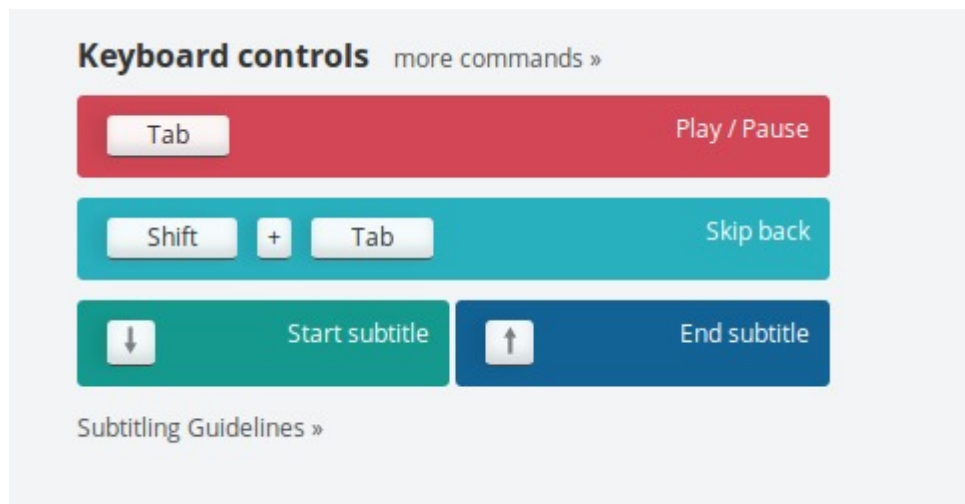 Keyboard controls more commands »
Tab Play / Pause
Shift + Tab Skip back
↓ Start subtitle ↑ End subtitle
Subtitling Guidelines »